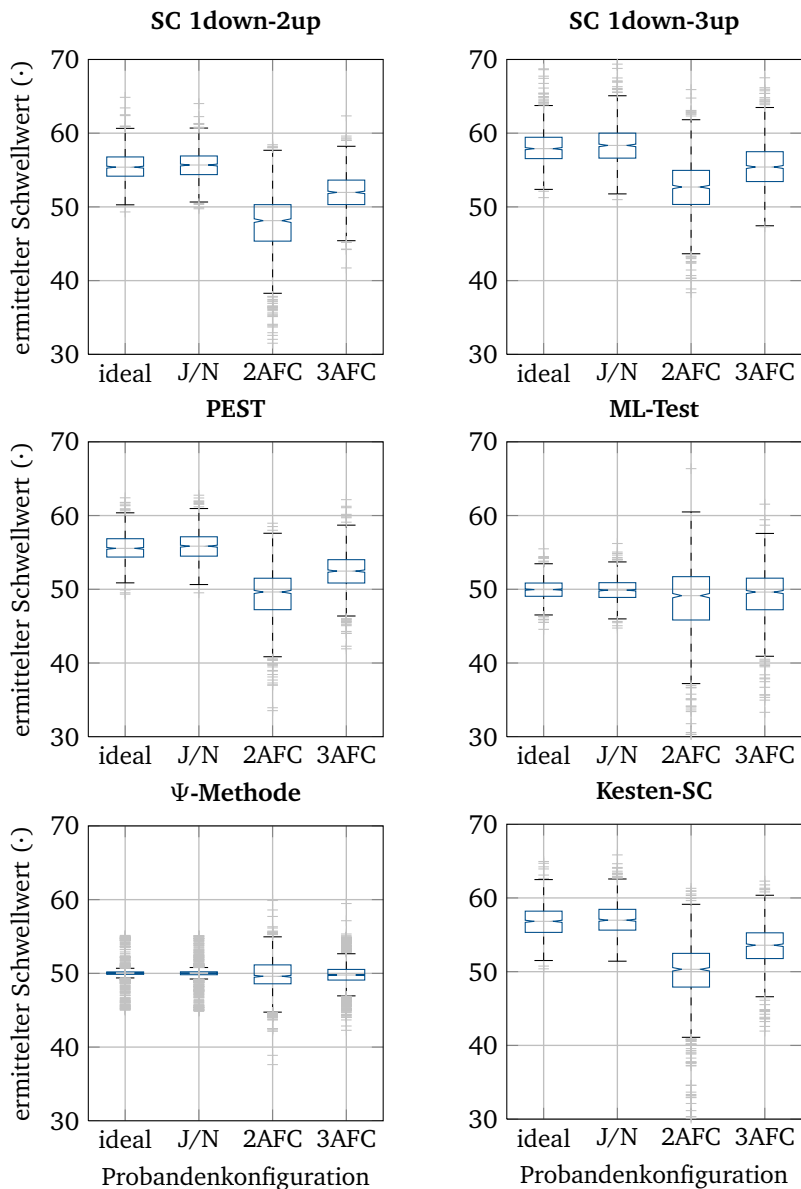 SC 1down-2up
SC 1down-3up
ermittelter Schwellwert (·)
70
60
50
40
30
ideal J/N 2AFC 3AFC
70
60
50
40
30
ideal J/N 2AFC 3AFC
PEST
ML-Test
ermittelter Schwellwert (·)
70
60
50
40
30
ideal J/N 2AFC 3AFC
70
60
50
40
30
ideal J/N 2AFC 3AFC
Ψ-Methode
Kesten-SC
ermittelter Schwellwert (·)
70
60
50
40
30
ideal J/N 2AFC 3AFC
Probandenkonfiguration
70
60
50
40
30
ideal J/N 2AFC 3AFC
Probandenkonfiguration